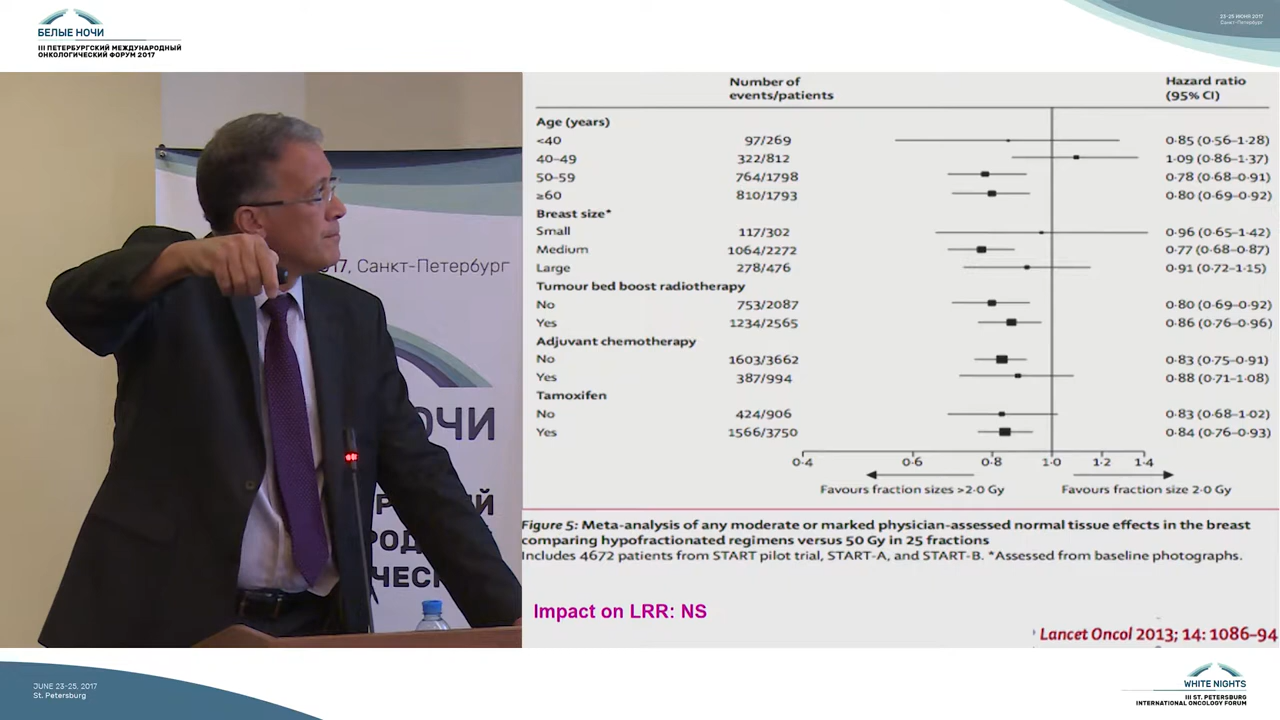 БЕЛЫЕ НОЧИ
III ПЕТЕРБУРГСКИЙ МЕЖДУНАРОДНЫЙ
ОНКОЛОГИЧЕСКИЙ ФОРУМ 2017
23-25 ИЮНЯ 2017
Санкт-Петербург
17, Санкт-Петербург
ОЧИ
Number of events/patients
Hazard ratio (95% CI)
Age (years)
<40 97/269 0·85 (0·56–1·28)
40–49 322/812 1·09 (0·86–1·37)
50–59 764/1798 0·78 (0·68–0·91)
≥60 810/1793 0·80 (0·69–0·92)
Breast size*
Small 117/302 0·96 (0·65–1·42)
Medium 1064/2272 0·77 (0·68–0·87)
Large 278/476 0·91 (0·72–1·15)
Tumour bed boost radiotherapy
No 753/2087 0·80 (0·69–0·92)
Yes 1234/2565 0·86 (0·76–0·96)
Adjuvant chemotherapy
No 1603/3662 0·83 (0·75–0·91)
Yes 387/994 0·88 (0·71–1·08)
Tamoxifen
No 424/906 0·83 (0·68–1·02)
Yes 1566/3750 0·84 (0·76–0·93)
0·4 0·6 0·8 1·0 1·2 1·4
Favours fraction sizes >2·0 Gy Favours fraction size 2·0 Gy
Figure 5: Meta-analysis of any moderate or marked physician-assessed normal tissue effects in the breast
comparing hypofractionated regimens versus 50 Gy in 25 fractions
Includes 4672 patients from START pilot trial, START-A, and START-B. *Assessed from baseline photographs.
Impact on LRR: NS
Lancet Oncol 2013; 14: 1086–94
JUNE 23-25, 2017
St. Petersburg
WHITE NIGHTS
III ST. PETERSBURG
INTERNATIONAL ONCOLOGY FORUM